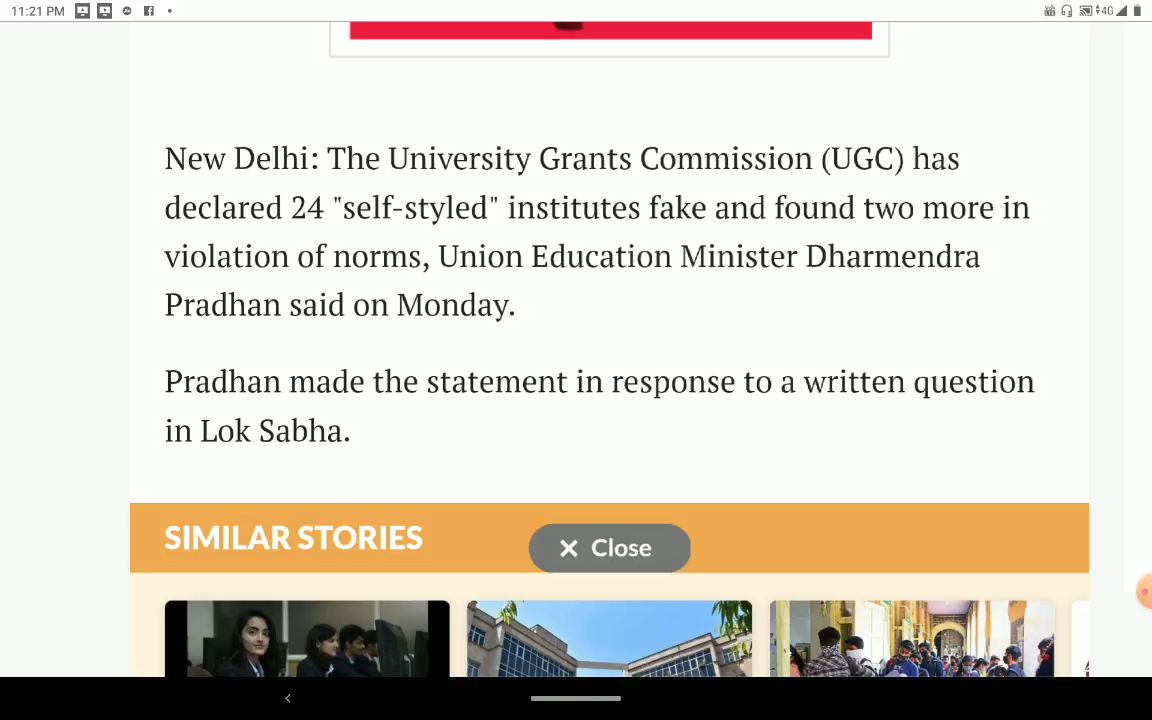 11:21 PM
4G
New Delhi: The University Grants Commission (UGC) has
declared 24 "self-styled" institutes fake and found two more in
violation of norms, Union Education Minister Dharmendra
Pradhan said on Monday.
Pradhan made the statement in response to a written question
in Lok Sabha.
SIMILAR STORIES
× Close